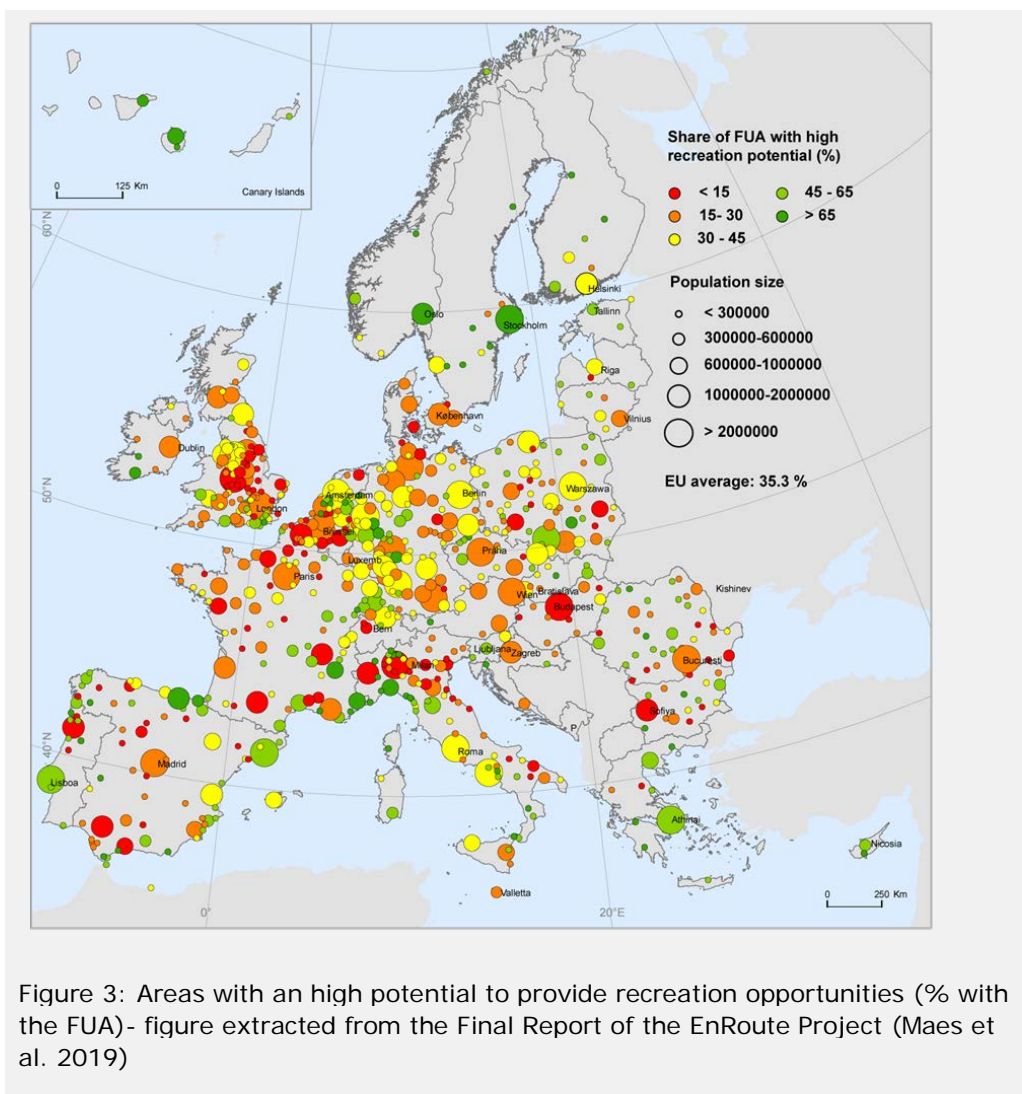 0
125 Km
Canary Islands
60°N
50°N
40°N
0°
20°E
Share of FUA with high
recreation potential (%)
< 15
45 - 65
15- 30
> 65
30 - 45
Population size
< 300000
300000-600000
600000-1000000
1000000-2000000
> 2000000
EU average: 35.3 %
Helsinki
Tallinn
Oslo
Stockholm
Riga
Vilnius
København
Dublin
London
Amsterdam
Berlin
Warszawa
Luxemb
Praha
Paris
Wien
Bratislava
Budapest
Kishinev
Bern
Ljubljana
Zagreb
Milan
Bucuresti
Sofiya
P
Roma
Madrid
Lisboa
Athinai
Nicosia
Valletta
0
250 Km
Figure 3: Areas with an high potential to provide recreation opportunities (% with
the FUA)- figure extracted from the Final Report of the EnRoute Project (Maes et
al. 2019)